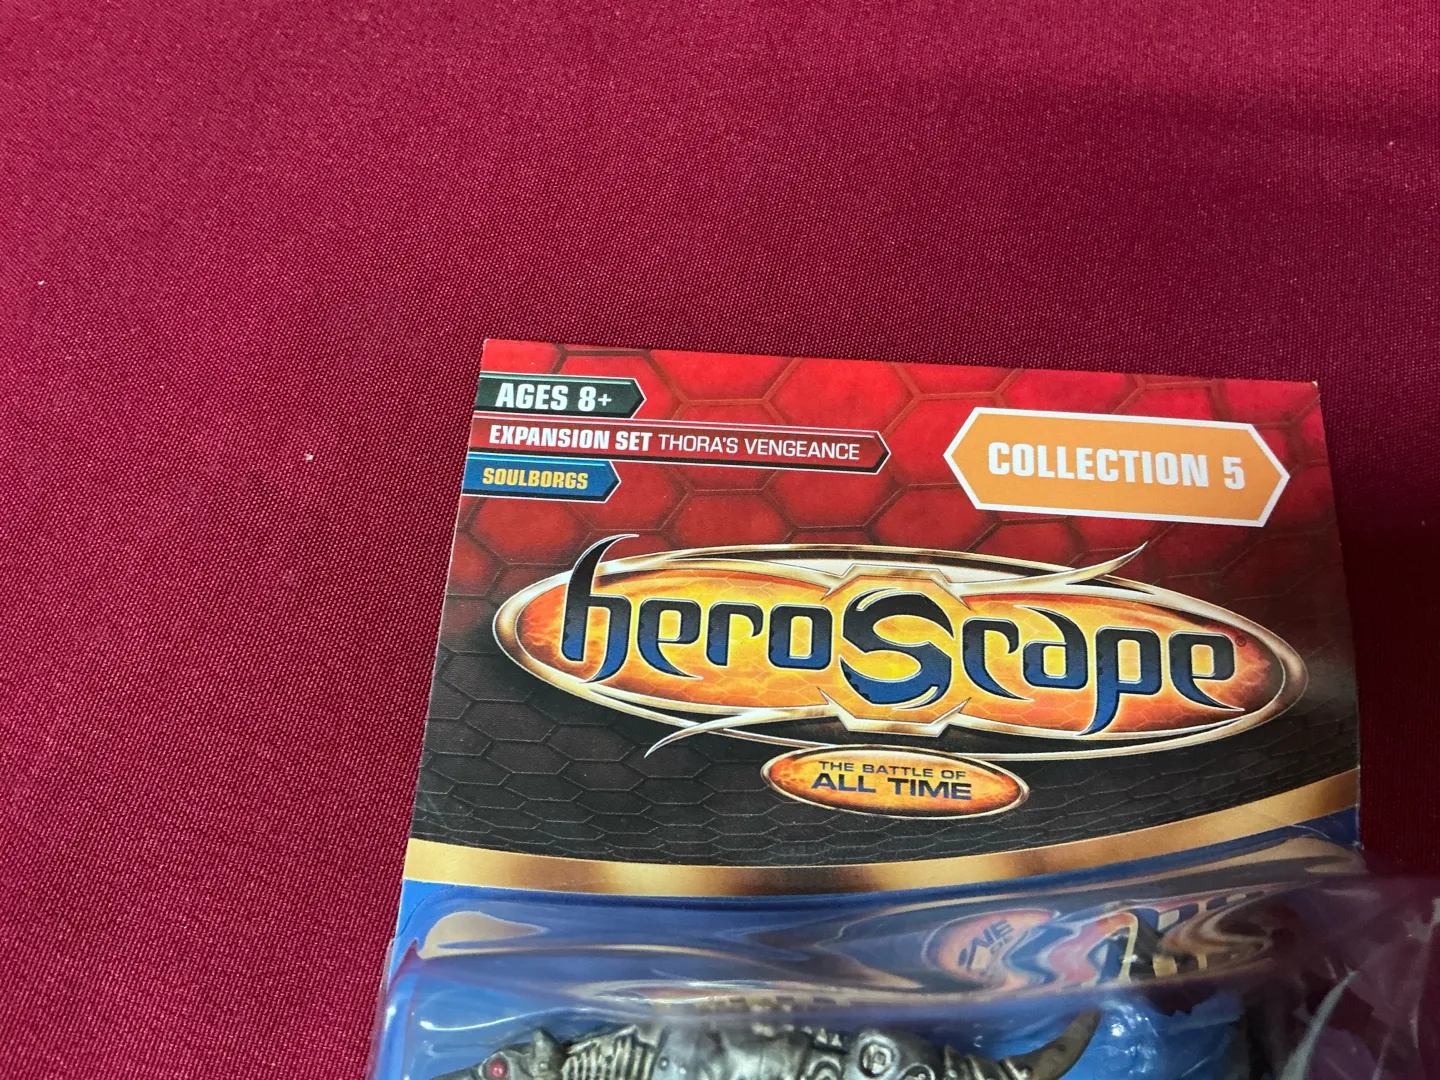 AGES 8+
EXPANSION SET THORA'S VENGEANCE
SOULBORGS
COLLECTION 5
heroScape®
THE BATTLE OF
ALL TIME